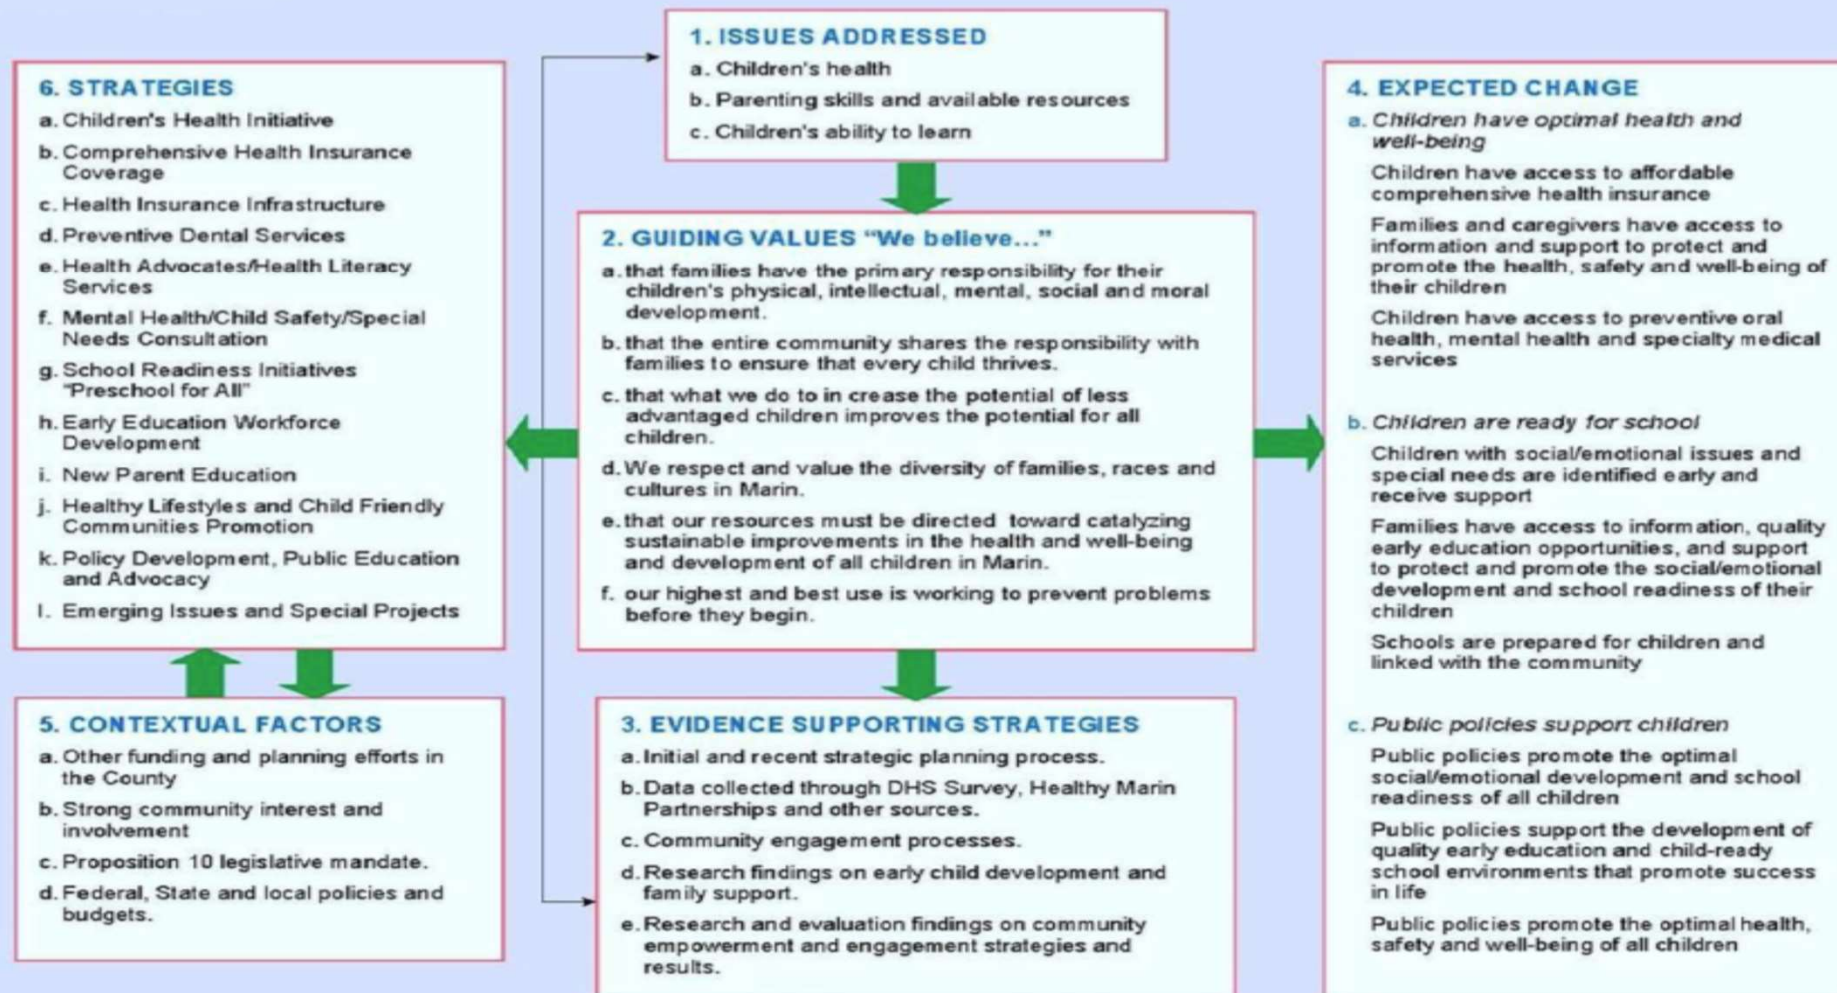 1. ISSUES ADDRESSED
a. Children's health
b. Parenting skills and available resources
c. Children's ability to learn
2. GUIDING VALUES “We believe...”
a. that families have the primary responsibility for their
children's physical, intellectual, mental, social and moral
development.
b. that the entire community shares the responsibility with
families to ensure that every child thrives.
c. that what we do to in crease the potential of less
advantaged children improves the potential for all
children.
d. We respect and value the diversity of families, races and
cultures in Marin.
e. that our resources must be directed toward catalyzing
sustainable improvements in the health and well-being
and development of all children in Marin.
f. our highest and best use is working to prevent problems
before they begin.
3. EVIDENCE SUPPORTING STRATEGIES
a. Initial and recent strategic planning process.
b. Data collected through DHS Survey, Healthy Marin
Partnerships and other sources.
c. Community engagement processes.
d. Research findings on early child development and
family support.
e. Research and evaluation findings on community
empowerment and engagement strategies and
results.
4. EXPECTED CHANGE
a. Children have optimal health and
well-being
Children have access to affordable
comprehensive health insurance
Families and caregivers have access to
information and support to protect and
promote the health, safety and well-being of
their children
Children have access to preventive oral
health, mental health and specialty medical
services
b. Children are ready for school
Children with social/emotional issues and
special needs are identified early and
receive support
Families have access to information, quality
early education opportunities, and support
to protect and promote the social/emotional
development and school readiness of their
children
Schools are prepared for children and
linked with the community
c. Public policies support children
Public policies promote the optimal
social/emotional development and school
readiness of all children
Public policies support the development of
quality early education and child-ready
school environments that promote success
in life
Public policies promote the optimal health,
safety and well-being of all children
5. CONTEXTUAL FACTORS
a. Other funding and planning efforts in
the County
b. Strong community interest and
involvement
c. Proposition 10 legislative mandate.
d. Federal, State and local policies and
budgets.
6. STRATEGIES
a. Children's Health Initiative
b. Comprehensive Health Insurance
Coverage
c. Health Insurance Infrastructure
d. Preventive Dental Services
e. Health Advocates/Health Literacy
Services
f. Mental Health/Child Safety/Special
Needs Consultation
g. School Readiness Initiatives
"Preschool for All"
h. Early Education Workforce
Development
i. New Parent Education
j. Healthy Lifestyles and Child Friendly
Communities Promotion
k. Policy Development, Public Education
and Advocacy
l. Emerging Issues and Special Projects